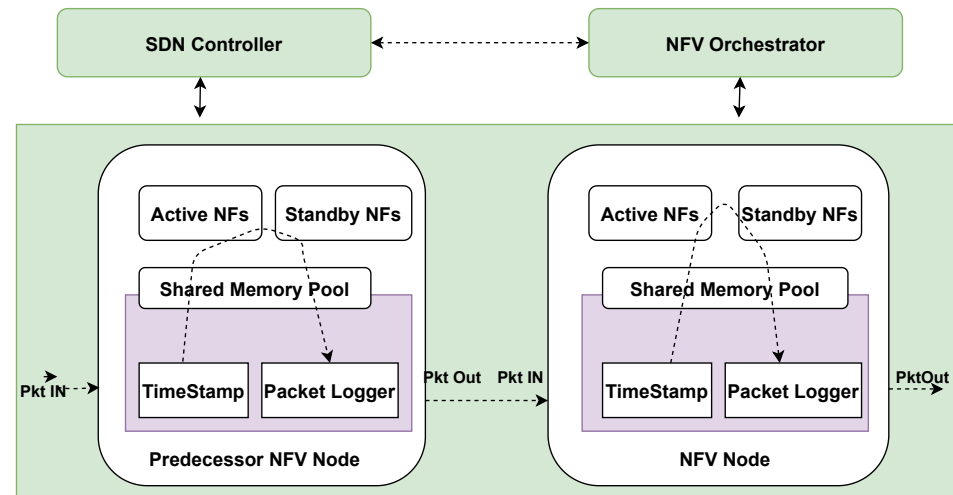 SDN Controller
NFV Orchestrator
Active NFs
Standby NFs
Shared Memory Pool
TimeStamp
Packet Logger
Predecessor NFV Node
Pkt IN
Pkt Out
Pkt IN
Active NFs
Standby NFs
Shared Memory Pool
TimeStamp
Packet Logger
NFV Node
PktOut